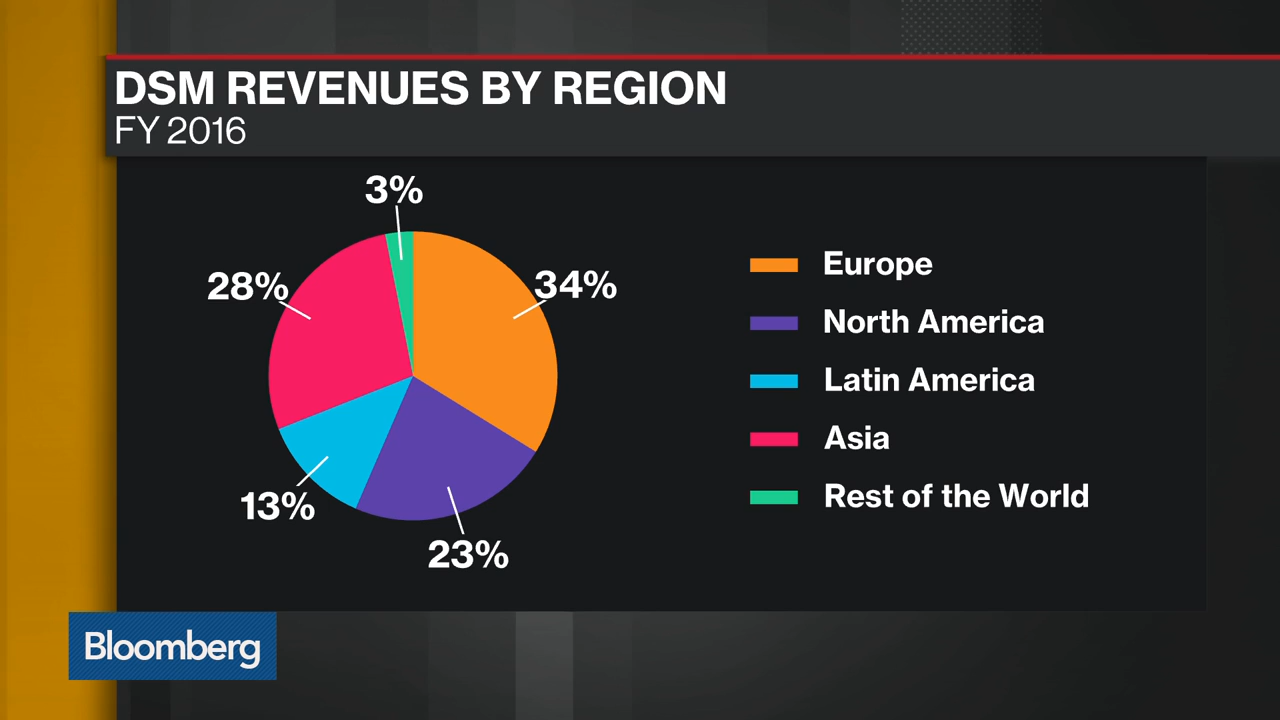 DSM REVENUES BY REGION
FY 2016
3%
28%
34%
13%
23%
Europe
North America
Latin America
Asia
Rest of the World
Bloomberg